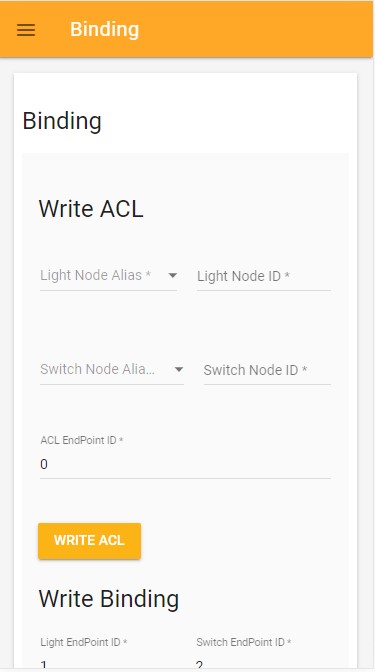 Binding
Binding
Write ACL
Light Node Alias *
Light Node ID *
Switch Node Alia...
Switch Node ID *
ACL EndPoint ID *
0
WRITE ACL
Write Binding
Light EndPoint ID *
Switch EndPoint ID *
1
2